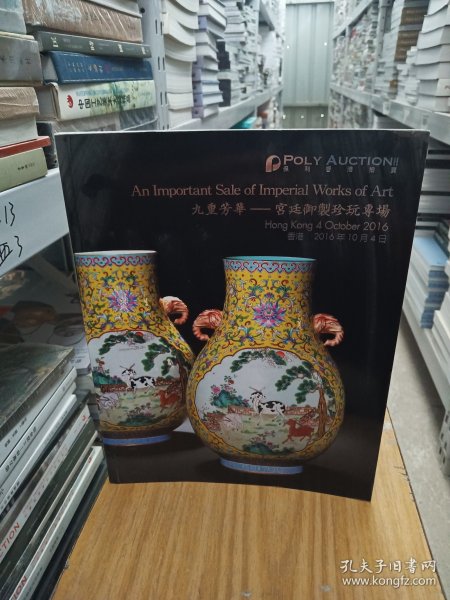 POLY AUCTION
保利香港拍賣
An Important Sale of Imperial Works of Art
九重芳華 — 宮廷御製珍玩專場
Hong Kong 4 October 2016
香港 2016年10月4日
13
3
孔夫子旧书网
www.kongfz.com